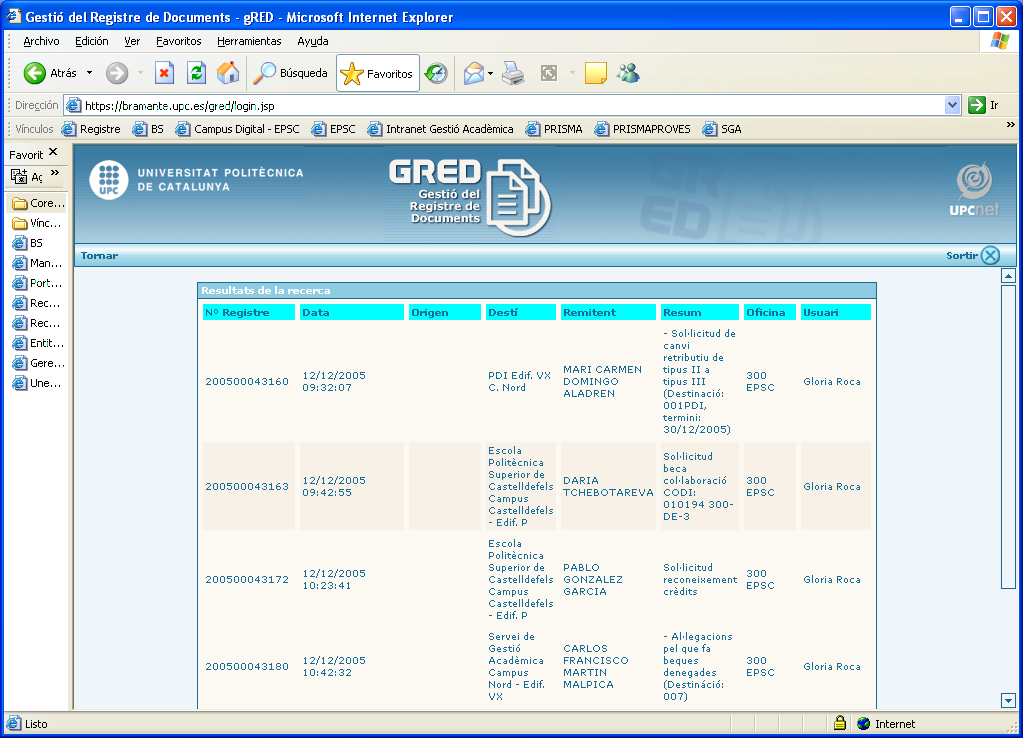 Gestió del Registre de Documents - gRED - Microsoft Internet Explorer
Archivo Edición Ver Favoritos Herramientas Ayuda
Atrás Búsqueda Favoritos
Dirección https://bramante.upc.es/gred/login.jsp Ir
Vínculos Registre BS Campus Digital - EPSC EPSC Intranet Gestió Acadèmica PRISMA PRISMAPROVES SGA »
Favorit
Aç »
Core...
Vínc...
BS
Man...
Port...
Rec...
Rec...
Entit...
Gere...
Une...
UPC
UNIVERSITAT POLITÈCNICA
DE CATALUNYA
GRED
Gestió del
Registre de
Documents
GR
ED
UPCnet
Tornar Sortir
Resultats de la recerca
Nº Registre Data Origen Destí Remitent Resum Oficina Usuari
200500043160
12/12/2005
09:32:07
PDI Edif. VX
C. Nord
MARI CARMEN
DOMINGO
ALADREN
- Sol·licitud de
canvi
retributiu de
tipus II a
tipus III
(Destinació:
001PDI,
termini:
30/12/2005)
300
EPSC
Gloria Roca
200500043163
12/12/2005
09:42:55
Escola
Politècnica
Superior de
Castelldefels
Campus
Castelldefels
- Edif. P
DARIA
TCHEBOTAREVA
Sol·licitud
beca
col·laboració
CODI:
010194 300-
DE-3
300
EPSC
Gloria Roca
200500043172
12/12/2005
10:23:41
Escola
Politècnica
Superior de
Castelldefels
Campus
Castelldefels
- Edif. P
PABLO
GONZALEZ
GARCIA
Sol·licitud
reconeixement
crèdits
300
EPSC
Gloria Roca
200500043180
12/12/2005
10:42:32
Servei de
Gestió
Acadèmica
Campus
Nord - Edif.
VX
CARLOS
FRANCISCO
MARTIN
MALPICA
- Al·legacions
pel que fa
beques
denegades
(Destináció:
007)
300
EPSC
Gloria Roca
Listo Internet